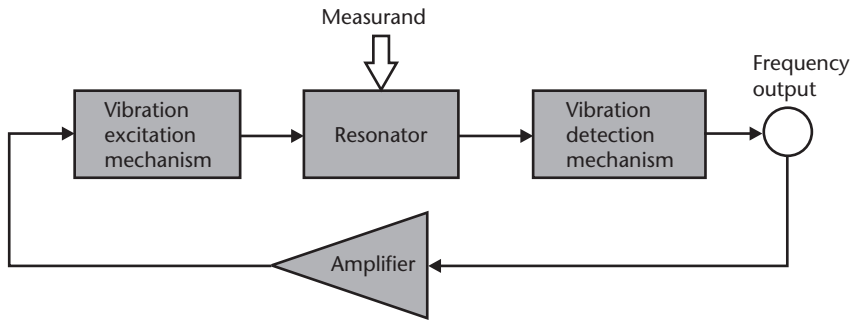 Measurand
Frequency
output
Vibration
excitation
mechanism
Resonator
Vibration
detection
mechanism
Amplifier